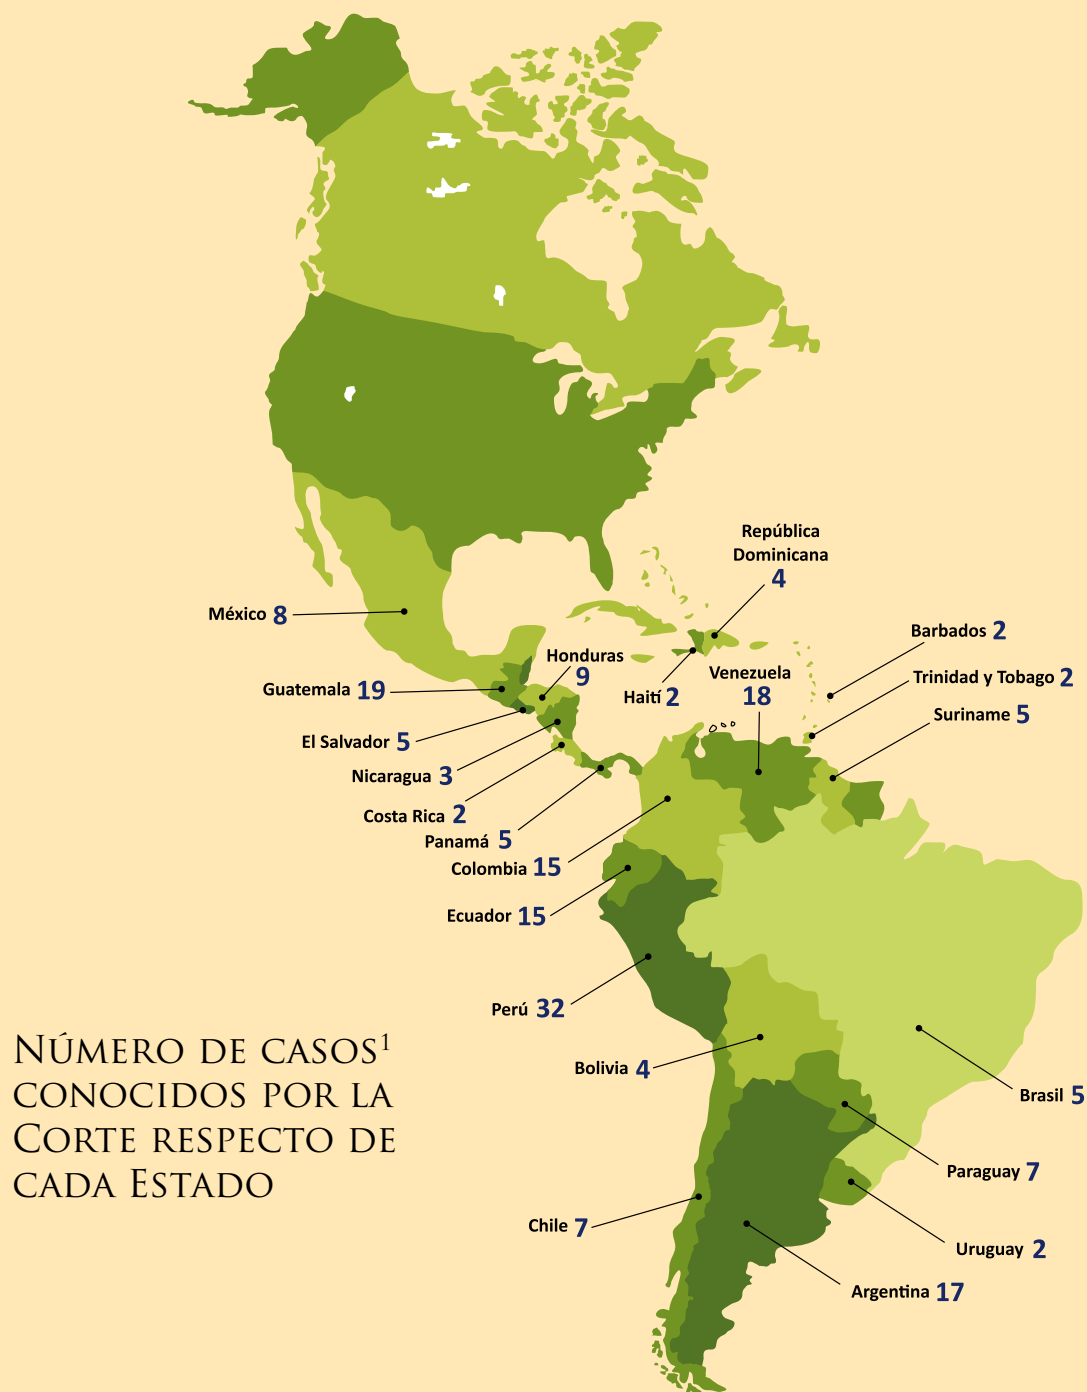 República
Dominicana
4
México 8
Honduras
9
Guatemala 19
Haití 2
Venezuela
18
Barbados 2
Trinidad y Tobago 2
Suriname 5
El Salvador 5
Nicaragua 3
Costa Rica 2
Panamá 5
Colombia 15
Ecuador 15
Perú 32
Bolivia 4
Brasil 5
Paraguay 7
Chile 7
Uruguay 2
Argentina 17
Número de casos¹
conocidos por la
Corte respecto de
cada Estado